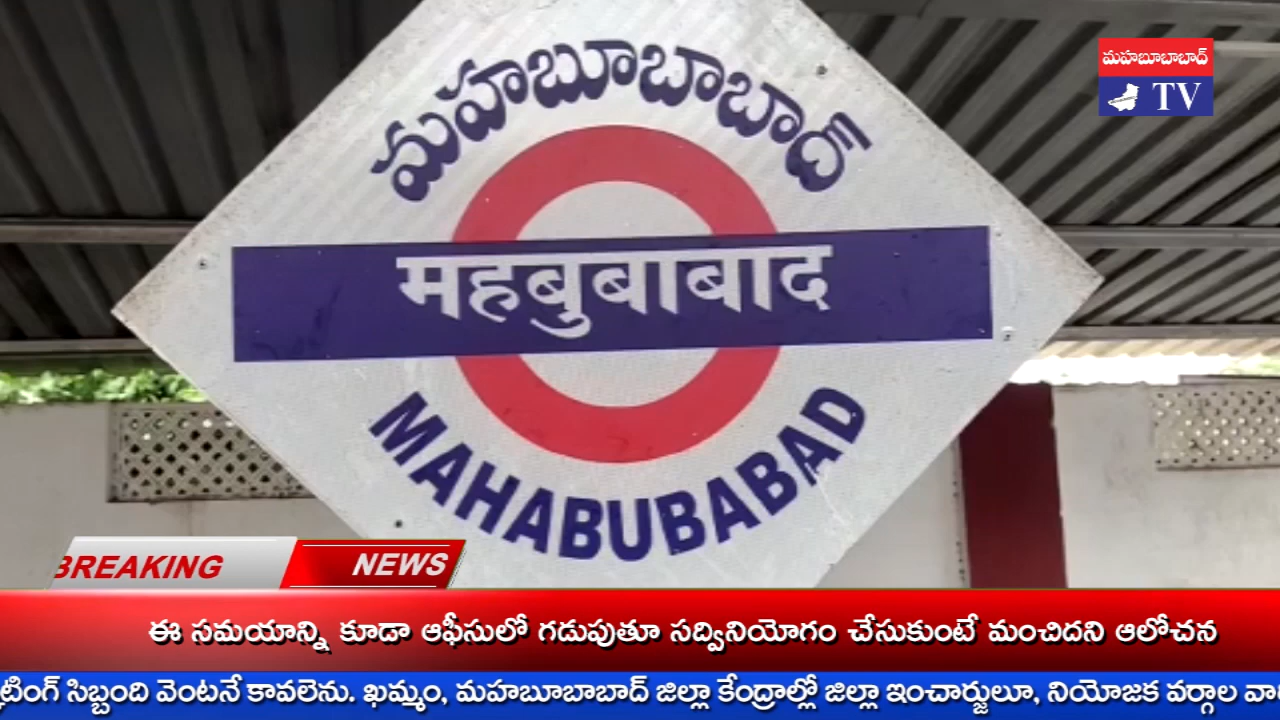 మహబూబాబాద్
TV
మహబూబాబాద్
महबुबाबाद
MAHABUBABAD
BREAKING NEWS
ఈ సమయాన్ని కూడా ఆఫీసులో గడుపుతూ సద్వినియోగం చేసుకుంటే మంచిదని ఆలోచన
సిబ్బంది వెంటనే కావలెను. ఖమ్మం, మహబూబాబాద్ జిల్లా కేంద్రాల్లో జిల్లా ఇంచార్జులూ, నియోజక వర్గాల